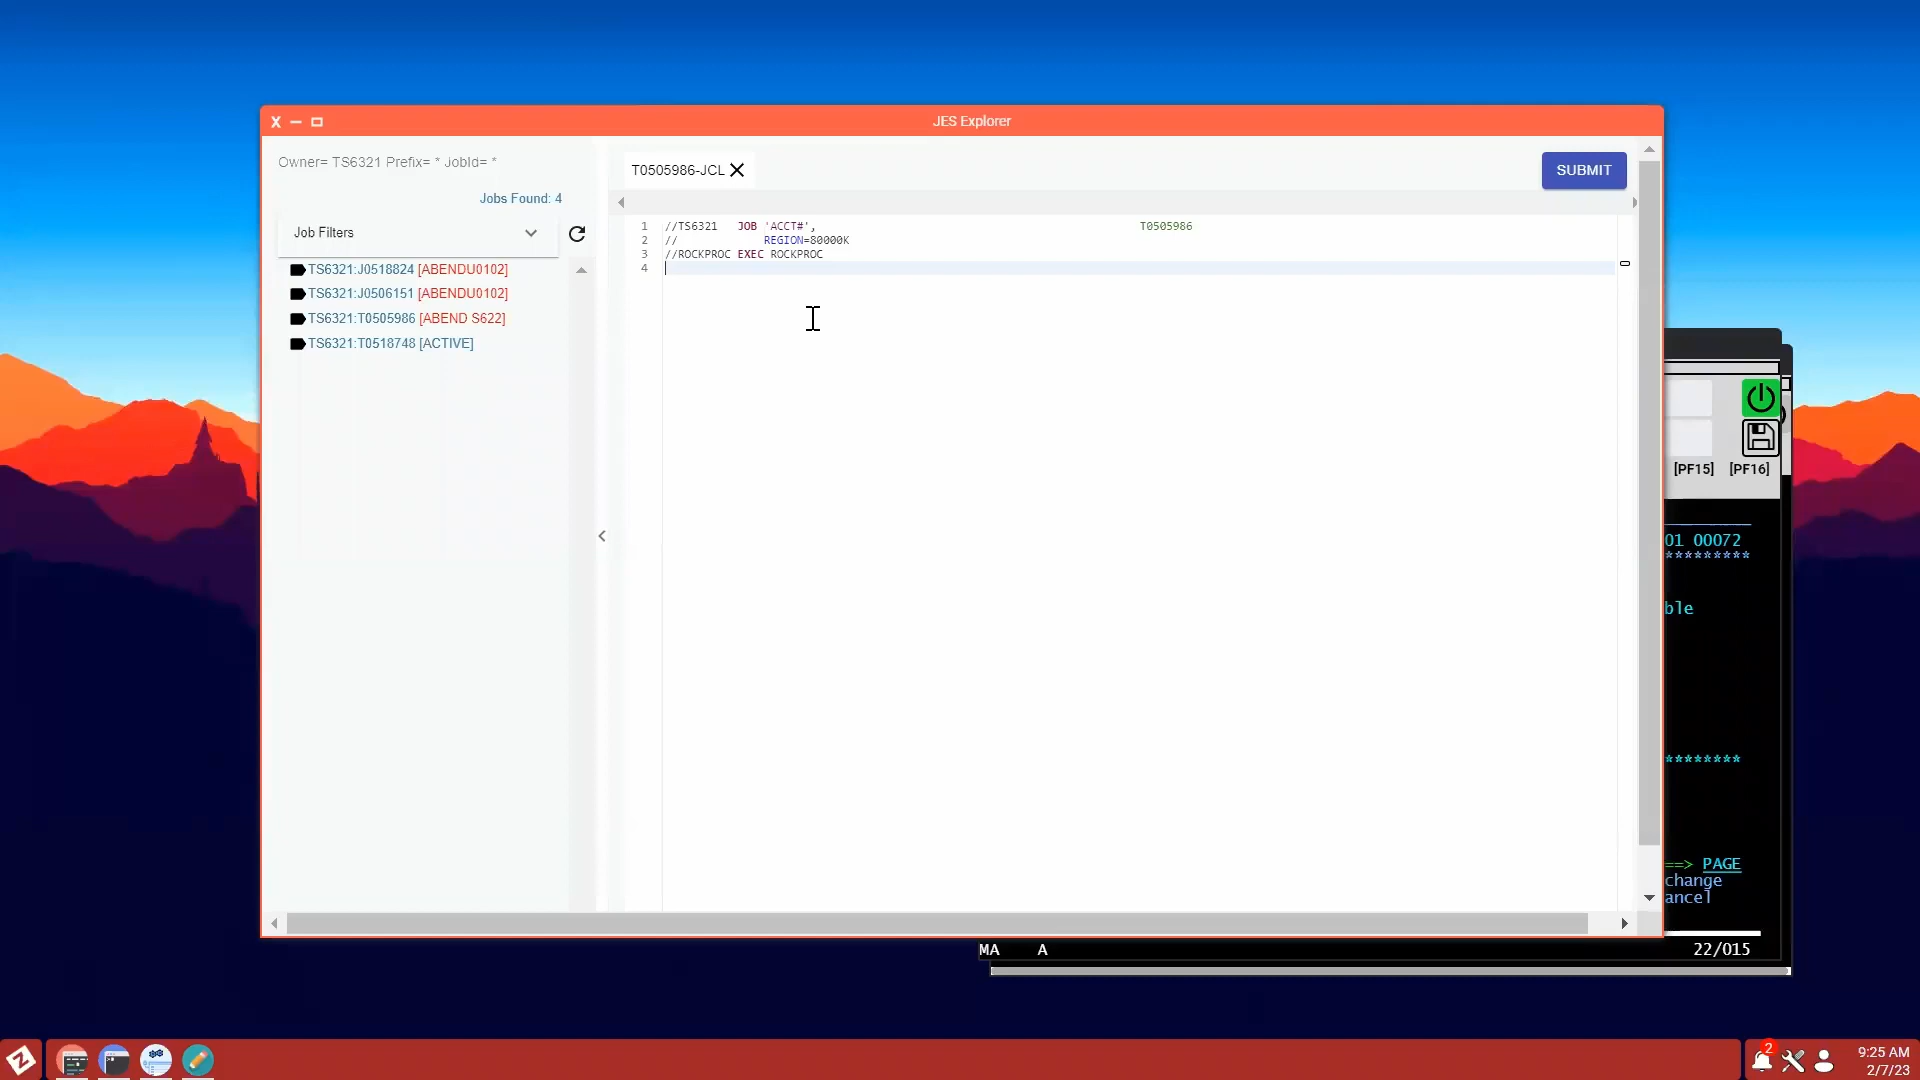 X JES Explorer
Owner= TS6321 Prefix= * JobId= *
Jobs Found: 4
Job Filters
TS6321:J0518824 [ABENDU0102]
TS6321:J0506151 [ABENDU0102]
TS6321:T0505986 [ABEND S622]
TS6321:T0518748 [ACTIVE]
T0505986-JCL
SUBMIT
1 //TS6321   JOB 'ACCT#',                                                 T0505986
2 //             REGION=80000K
3 //ROCKPROC EXEC ROCKPROC
4
[PF15] [PF16]
01 00072
*********
ble
********
==> PAGE
change
ancel
MA A 22/015
2
9:25 AM
2/7/23